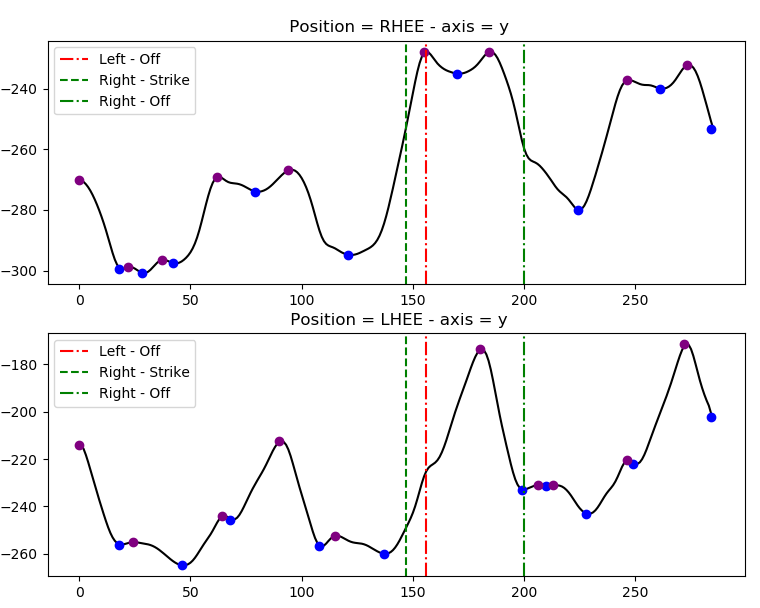 Position = RHEE - axis = y
Left - Off
Right - Strike
Right - Off
−240
−260
−280
−300
0 50 100 150 200 250
Position = LHEE - axis = y
Left - Off
Right - Strike
Right - Off
−180
−200
−220
−240
−260
0 50 100 150 200 250